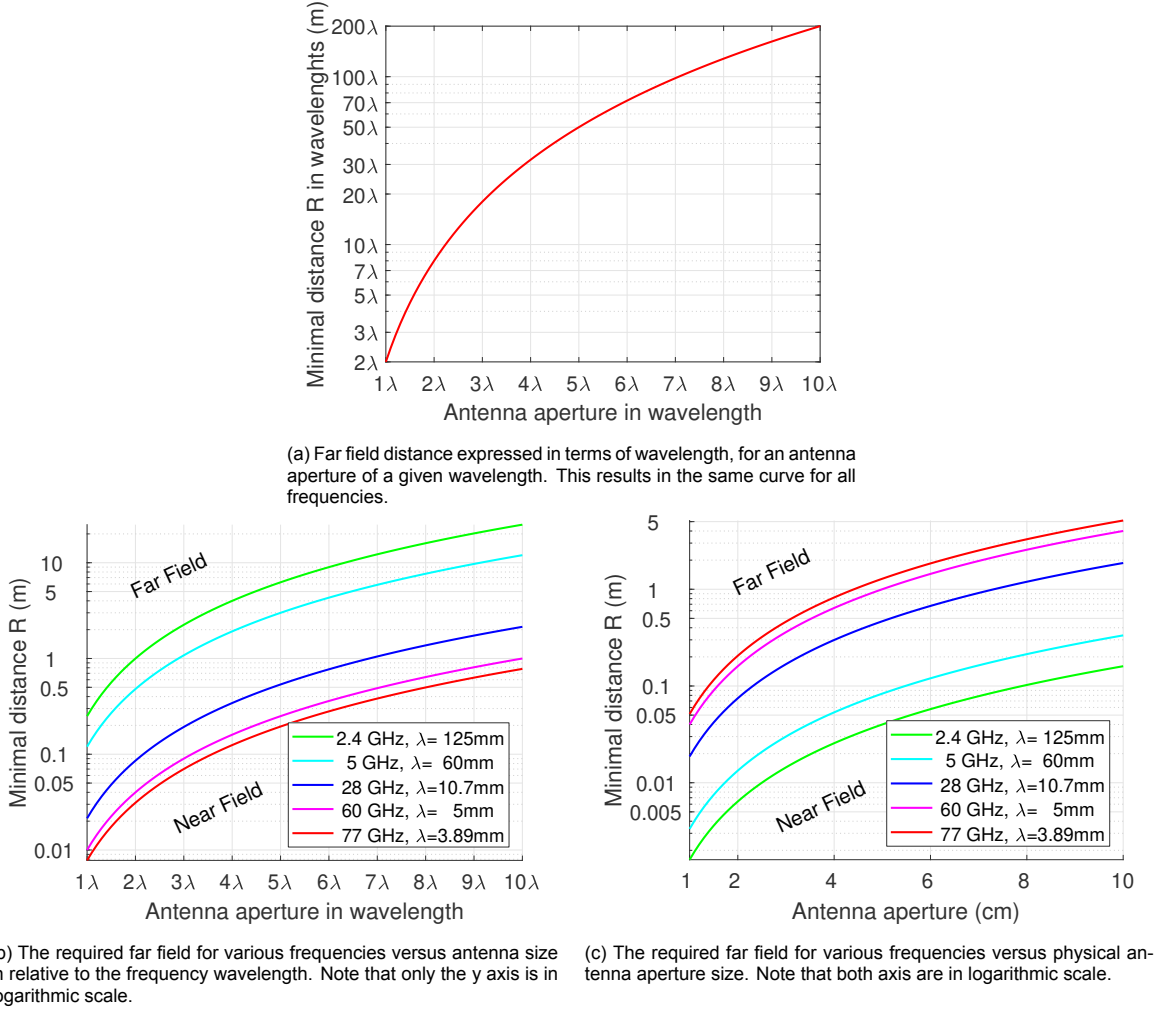 Minimal distance R in wavelenghts (m)
200λ
100λ
70λ
50λ
30λ
20λ
10λ
7λ
5λ
3λ
2λ
1λ 2λ 3λ 4λ 5λ 6λ 7λ 8λ 9λ 10λ
Antenna aperture in wavelength
(a) Far field distance expressed in terms of wavelength, for an antenna
aperture of a given wavelength. This results in the same curve for all
frequencies.
Minimal distance R (m)
10
5
1
0.5
0.1
0.05
0.01
Far Field
Near Field
2.4 GHz, λ= 125mm
5 GHz, λ= 60mm
28 GHz, λ=10.7mm
60 GHz, λ= 5mm
77 GHz, λ=3.89mm
1λ 2λ 3λ 4λ 5λ 6λ 7λ 8λ 9λ 10λ
Antenna aperture in wavelength
b) The required far field for various frequencies versus antenna size
n relative to the frequency wavelength. Note that only the y axis is in
ogarithmic scale.
Minimal distance R (m)
5
1
0.5
0.1
0.05
0.01
0.005
Far Field
Near Field
2.4 GHz, λ= 125mm
5 GHz, λ= 60mm
28 GHz, λ=10.7mm
60 GHz, λ= 5mm
77 GHz, λ=3.89mm
1 2 4 6 8 10
Antenna aperture (cm)
(c) The required far field for various frequencies versus physical an-
tenna aperture size. Note that both axis are in logarithmic scale.